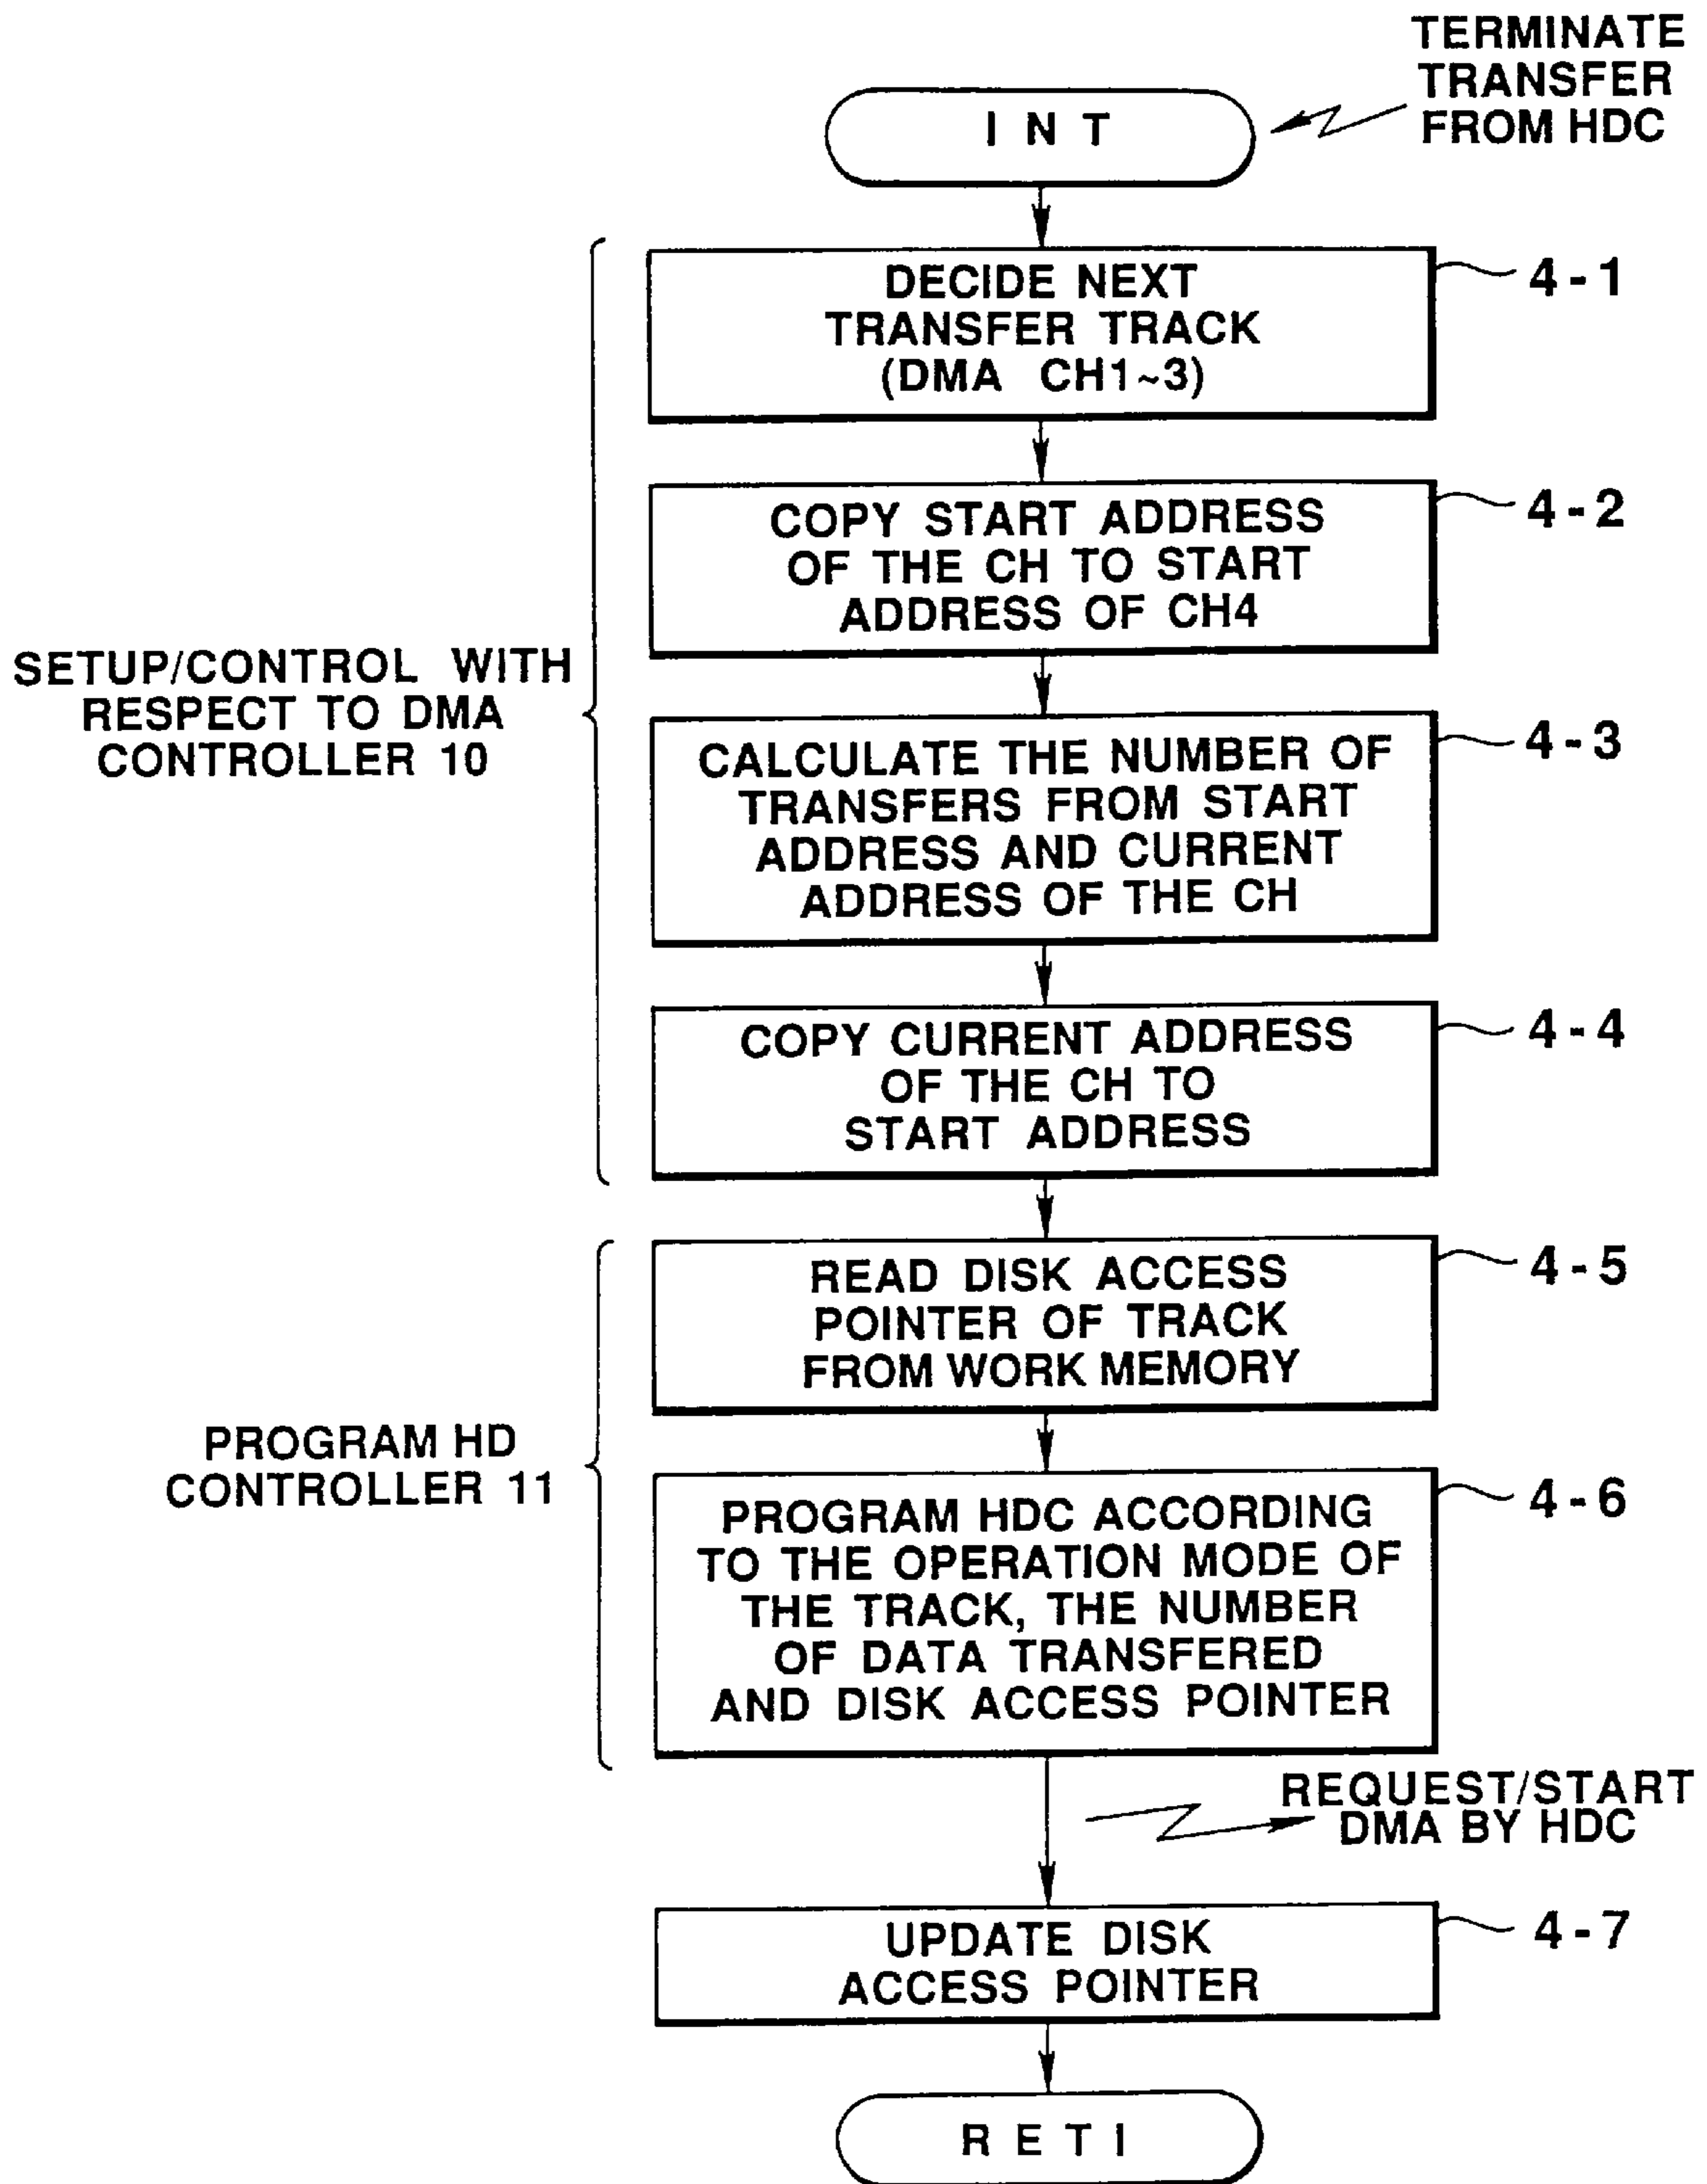 TERMINATE
TRANSFER
FROM HDC
INT
DECIDE NEXT
TRANSFER TRACK
(DMA CH1~3)
4-1
COPY START ADDRESS
OF THE CH TO START
ADDRESS OF CH4
4-2
SETUP/CONTROL WITH
RESPECT TO DMA
CONTROLLER 10
CALCULATE THE NUMBER OF
TRANSFERS FROM START
ADDRESS AND CURRENT
ADDRESS OF THE CH
4-3
COPY CURRENT ADDRESS
OF THE CH TO
START ADDRESS
4-4
READ DISK ACCESS
POINTER OF TRACK
FROM WORK MEMORY
4-5
PROGRAM HD
CONTROLLER 11
PROGRAM HDC ACCORDING
TO THE OPERATION MODE OF
THE TRACK, THE NUMBER
OF DATA TRANSFERED
AND DISK ACCESS POINTER
4-6
REQUEST/START
DMA BY HDC
UPDATE DISK
ACCESS POINTER
4-7
RETI